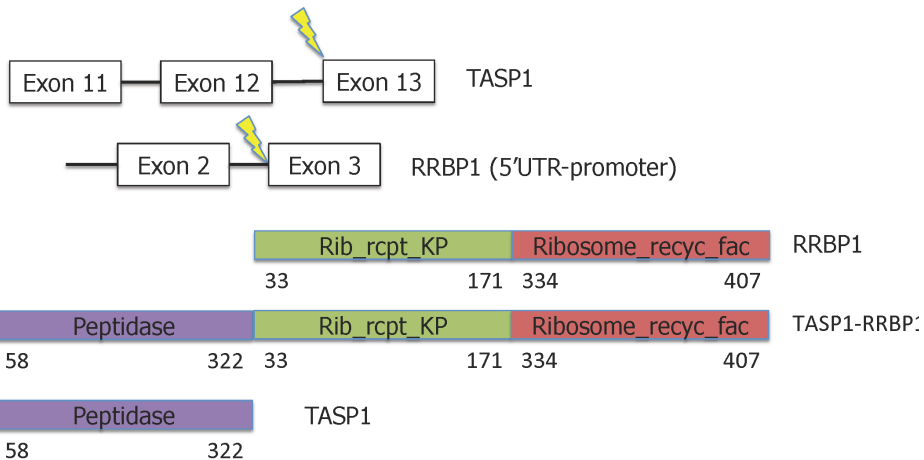 Exon 11 Exon 12 Exon 13 TASP1
Exon 2 Exon 3 RRBP1 (5'UTR-promoter)
Rib_rcpt_KP Ribosome_recyc_fac RRBP1
33 171 334 407
Peptidase Rib_rcpt_KP Ribosome_recyc_fac TASP1-RRBP1
58 322 33 171 334 407
Peptidase TASP1
58 322